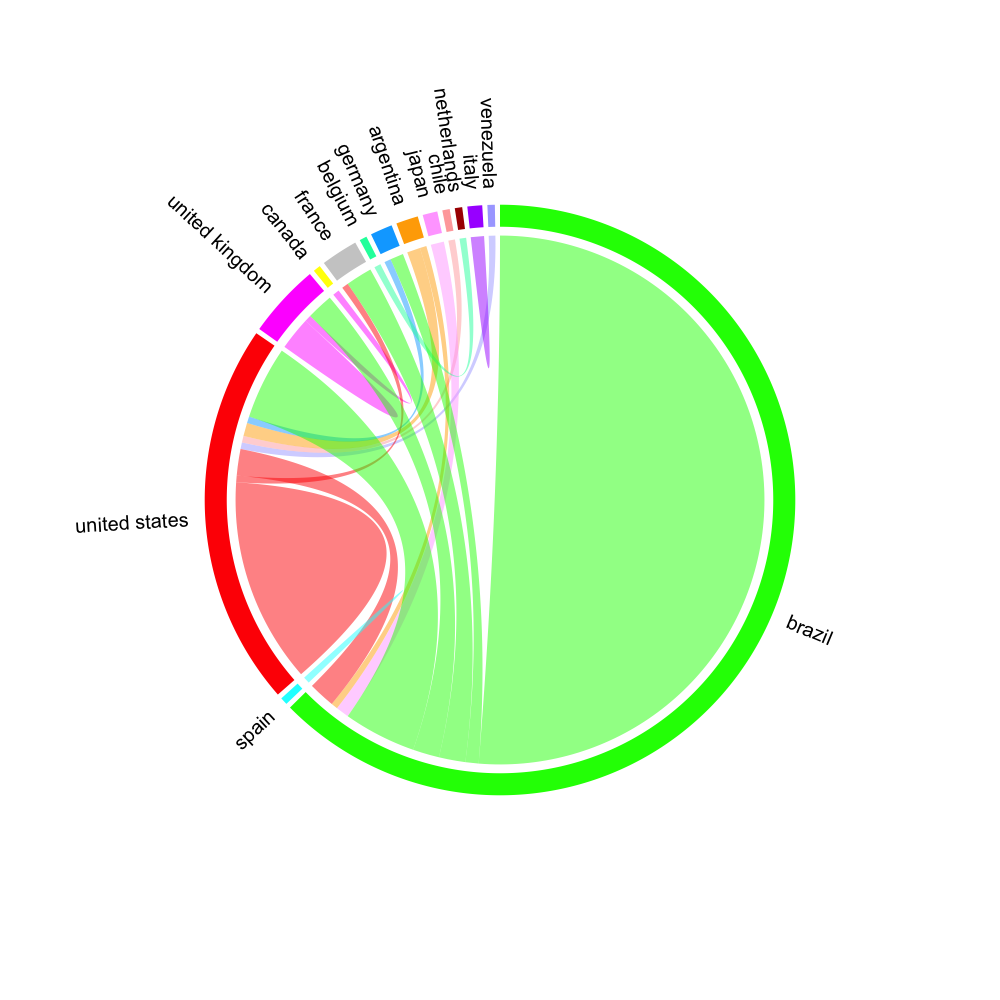 venezuela
italy
netherlands
chile
japan
argentina
germany
belgium
france
canada
united kingdom
united states
spain
brazil